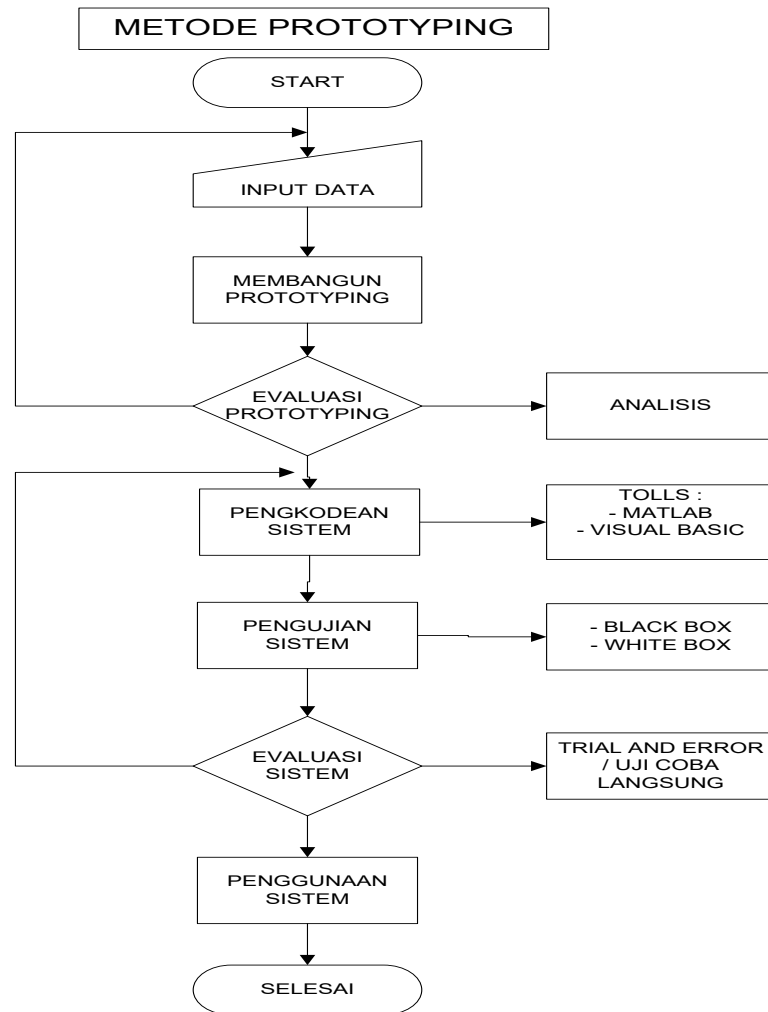 METODE PROTOTYPING
START
INPUT DATA
MEMBANGUN
PROTOTYPING
EVALUASI
PROTOTYPING
ANALISIS
PENGKODEAN
SISTEM
TOLLS :
- MATLAB
- VISUAL BASIC
PENGUJIAN
SISTEM
- BLACK BOX
- WHITE BOX
EVALUASI
SISTEM
TRIAL AND ERROR
/ UJI COBA
LANGSUNG
PENGGUNAAN
SISTEM
SELESAI